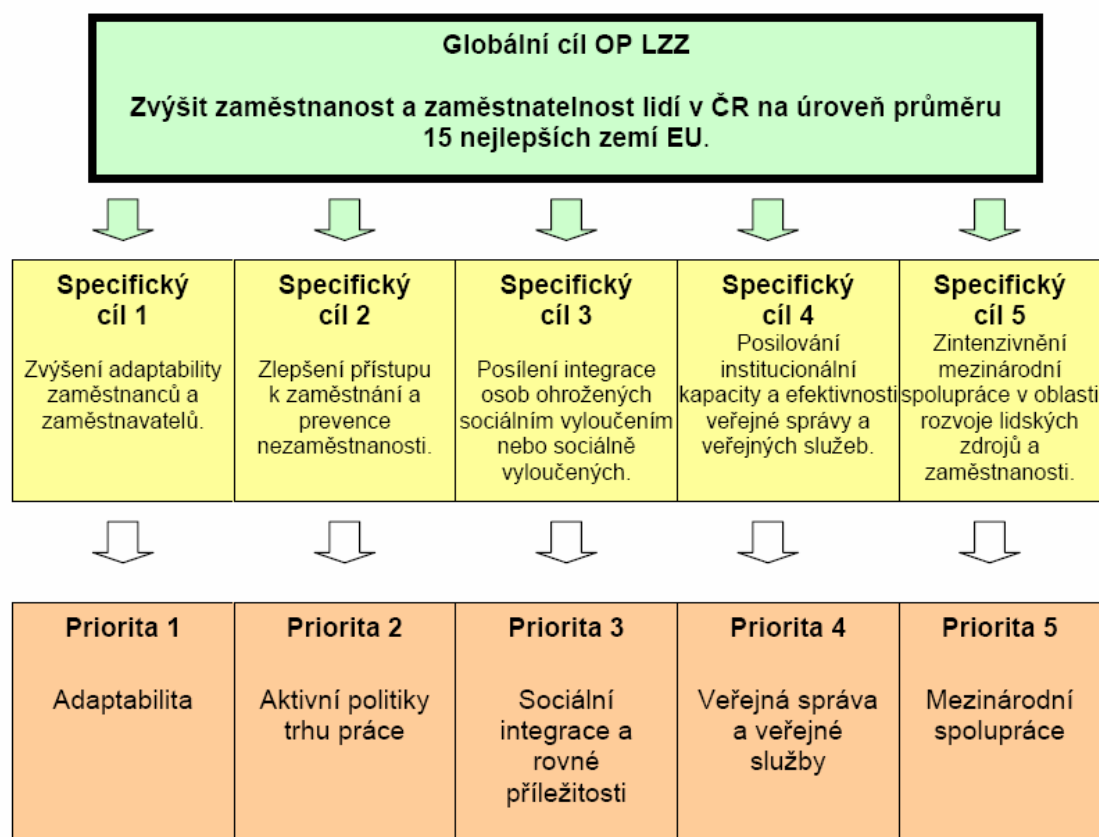 Globální cíl OP LZZ
Zvýšit zaměstnanost a zaměstnatelnost lidí v ČR na úroveň průměru
15 nejlepších zemí EU.
Specifický
cíl 1
Zvýšení adaptability
zaměstnanců a
zaměstnavatelů.
Specifický
cíl 2
Zlepšení přístupu
k zaměstnání a
prevence
nezaměstnanosti.
Specifický
cíl 3
Posílení integrace
osob ohrožených
sociálním vyloučením
nebo sociálně
vyloučených.
Specifický
cíl 4
Posilování
institucionální
kapacity a efektivnosti
veřejné správy a
veřejných služeb.
Specifický
cíl 5
Zintenzivnění
mezinárodní
spolupráce v oblasti
rozvoje lidských
zdrojů a
zaměstnanosti.
Priorita 1
Adaptabilita
Priorita 2
Aktivní politiky
trhu práce
Priorita 3
Sociální
integrace a
rovné
příležitosti
Priorita 4
Veřejná správa
a veřejné
služby
Priorita 5
Mezinárodní
spolupráce